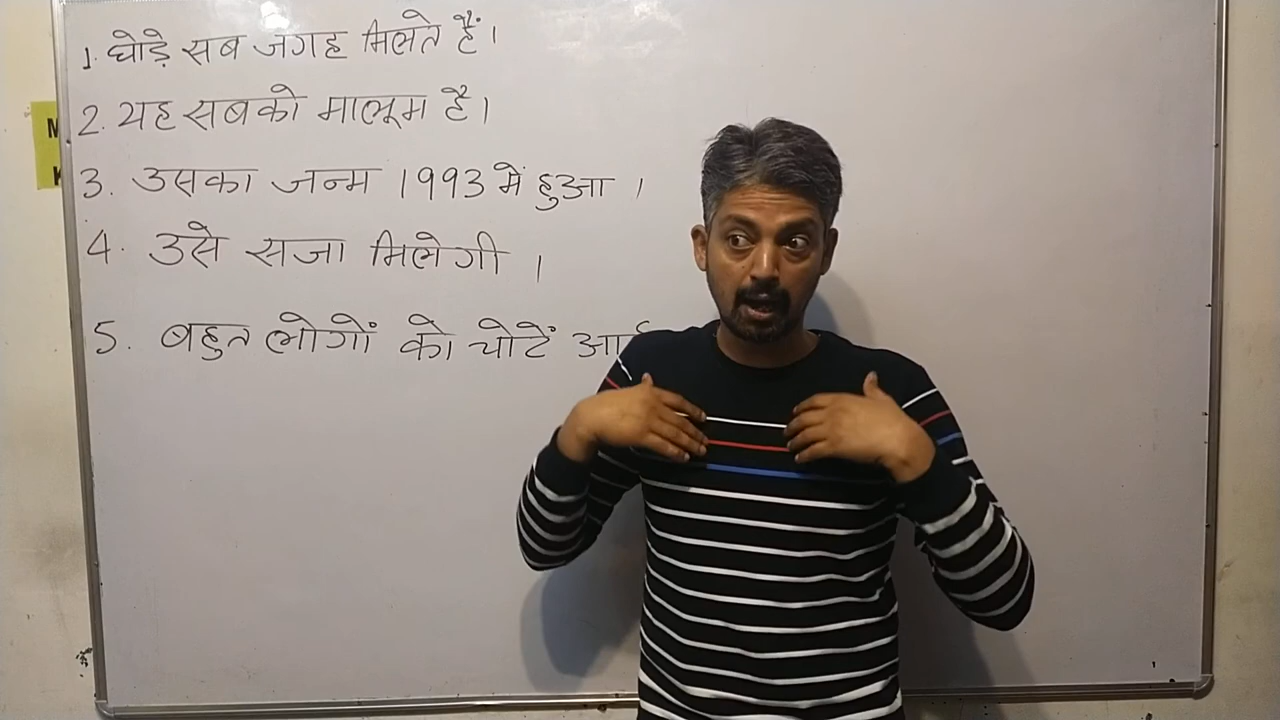 1. घोड़े सब जगह मिलते हैं।
2. यह सबको मालूम है।
3. उसका जन्म 1993 में हुआ ।
4. उसे सजा मिलेगी ।
5. बहुत लोगों को चोटें